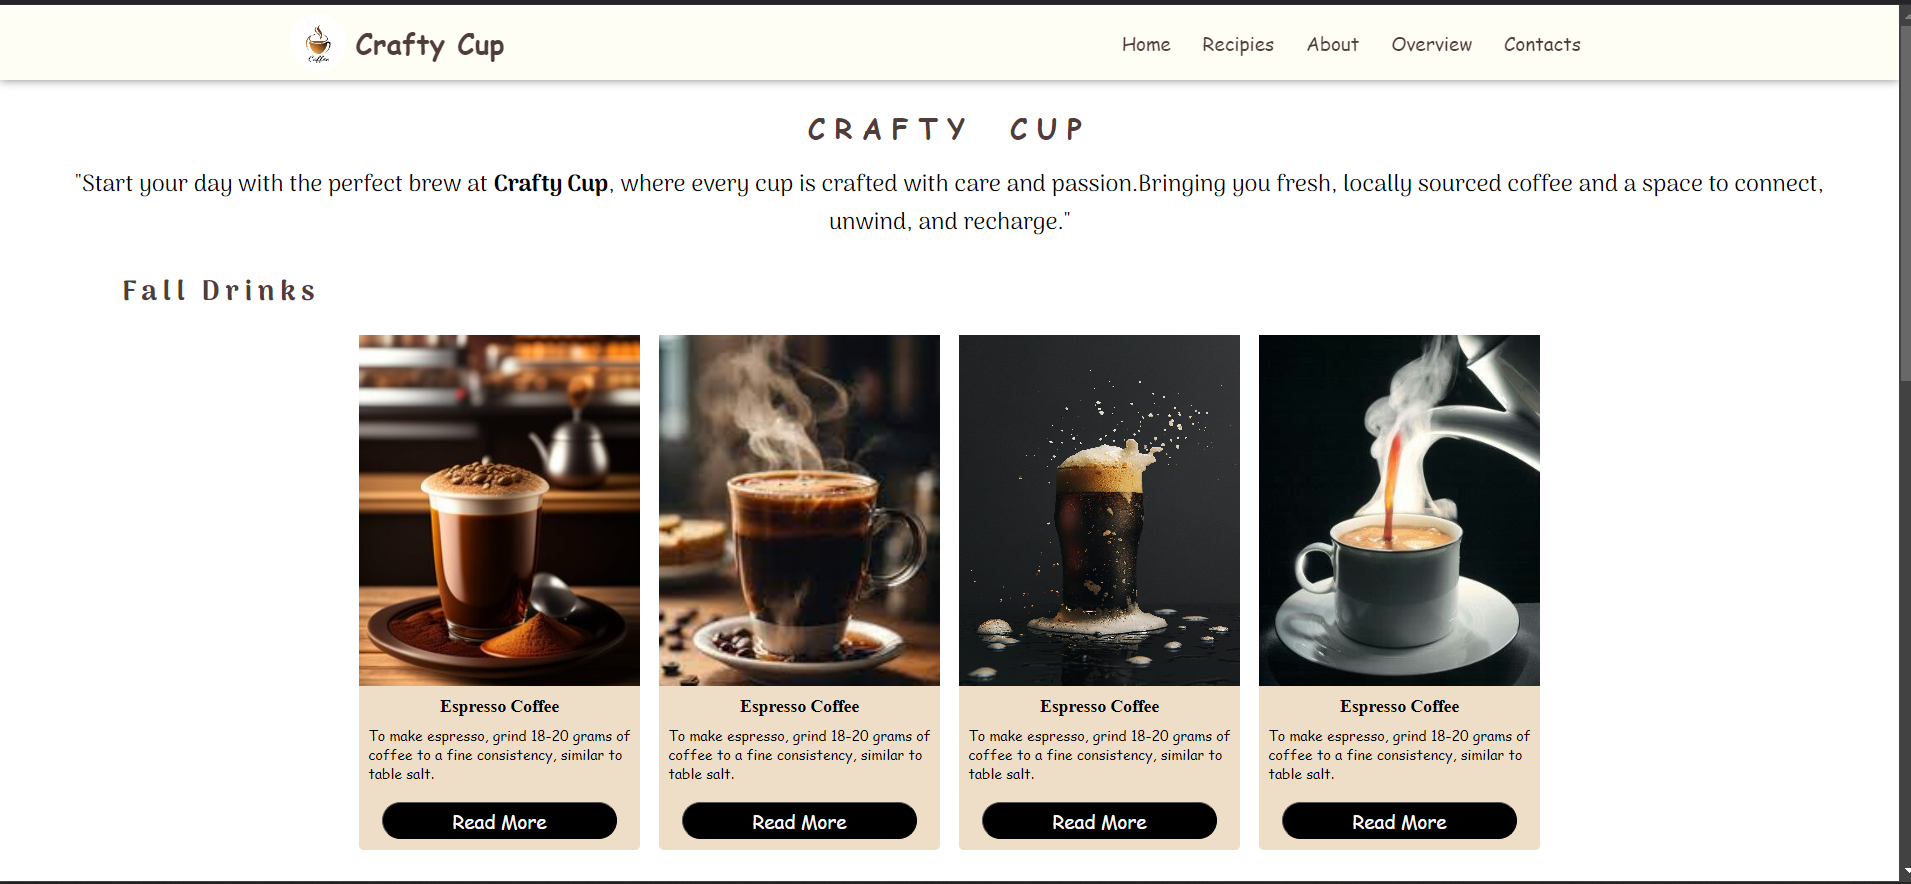 Coffee
Crafty Cup
Home Recipies About Overview Contacts
CRAFTY CUP
"Start your day with the perfect brew at Crafty Cup, where every cup is crafted with care and passion.Bringing you fresh, locally sourced coffee and a space to connect,
unwind, and recharge."
Fall Drinks
Espresso Coffee
To make espresso, grind 18-20 grams of
coffee to a fine consistency, similar to
table salt.
Read More
Espresso Coffee
To make espresso, grind 18-20 grams of
coffee to a fine consistency, similar to
table salt.
Read More
Espresso Coffee
To make espresso, grind 18-20 grams of
coffee to a fine consistency, similar to
table salt.
Read More
Espresso Coffee
To make espresso, grind 18-20 grams of
coffee to a fine consistency, similar to
table salt.
Read More